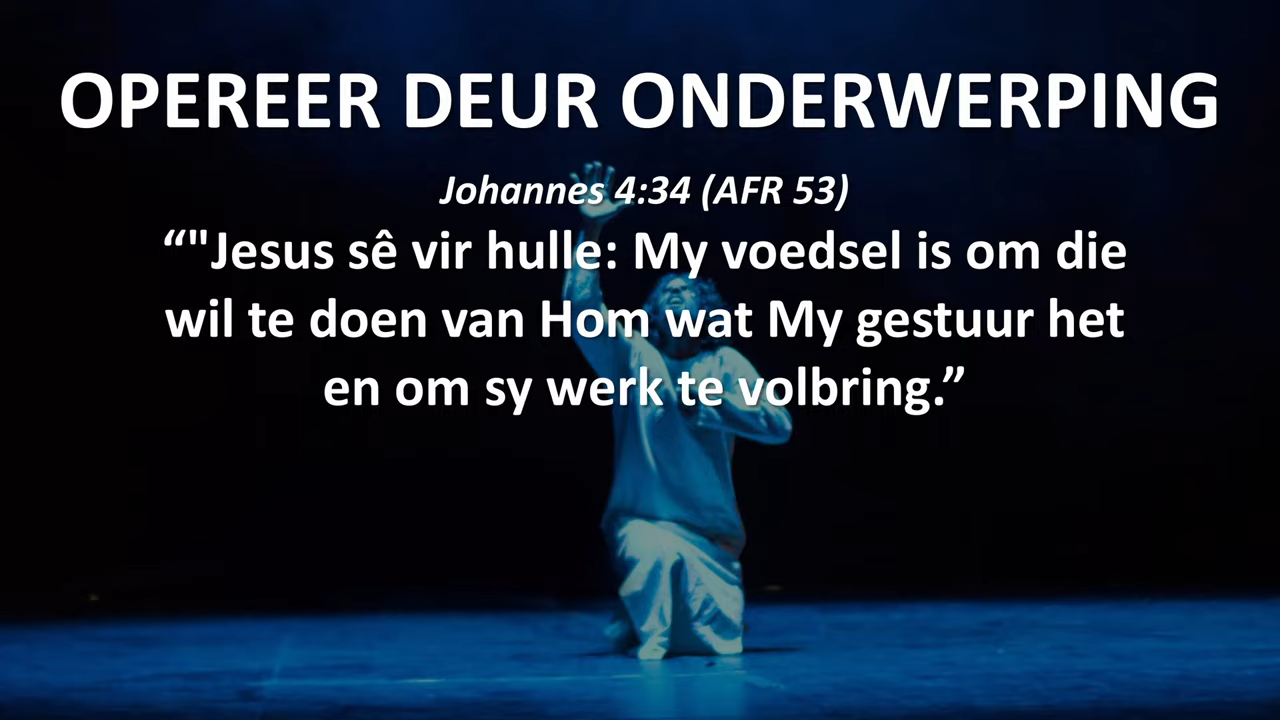 OPEREER DEUR ONDERWERPING
Johannes 4:34 (AFR 53)
“"Jesus sê vir hulle: My voedsel is om die
wil te doen van Hom wat My gestuur het
en om sy werk te volbring.”